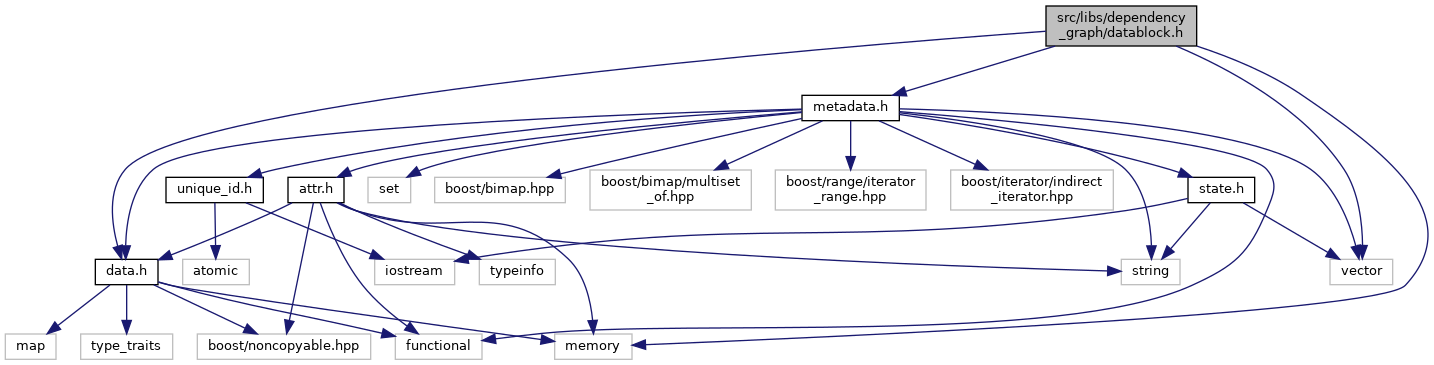 src/libs/dependency
_graph/datablock.h
metadata.h
unique_id.h
attr.h
set
boost/bimap.hpp
boost/bimap/multiset
_of.hpp
boost/range/iterator
_range.hpp
boost/iterator/indirect
_iterator.hpp
state.h
data.h
atomic
iostream
typeinfo
string
vector
map
type_traits
boost/noncopyable.hpp
functional
memory